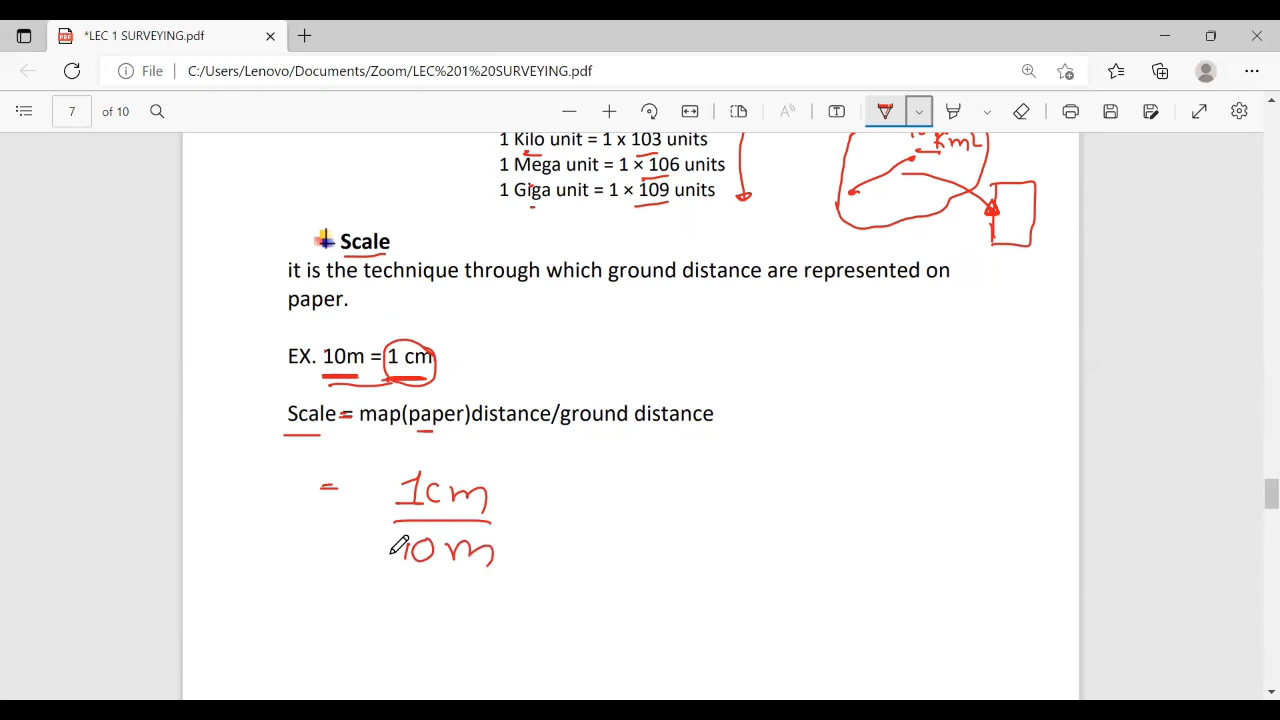 *LEC 1 SURVEYING.pdf
File C:/Users/Lenovo/Documents/Zoom/LEC%201%20SURVEYING.pdf
7 of 10
1 Kilo unit = 1 x 103 units
KmL
1 Mega unit = 1 × 106 units
1 Giga unit = 1 × 109 units
Scale
it is the technique through which ground distance are represented on
paper.
EX. 10m = 1 cm
Scale = map(paper)distance/ground distance
= 1cm
10 m